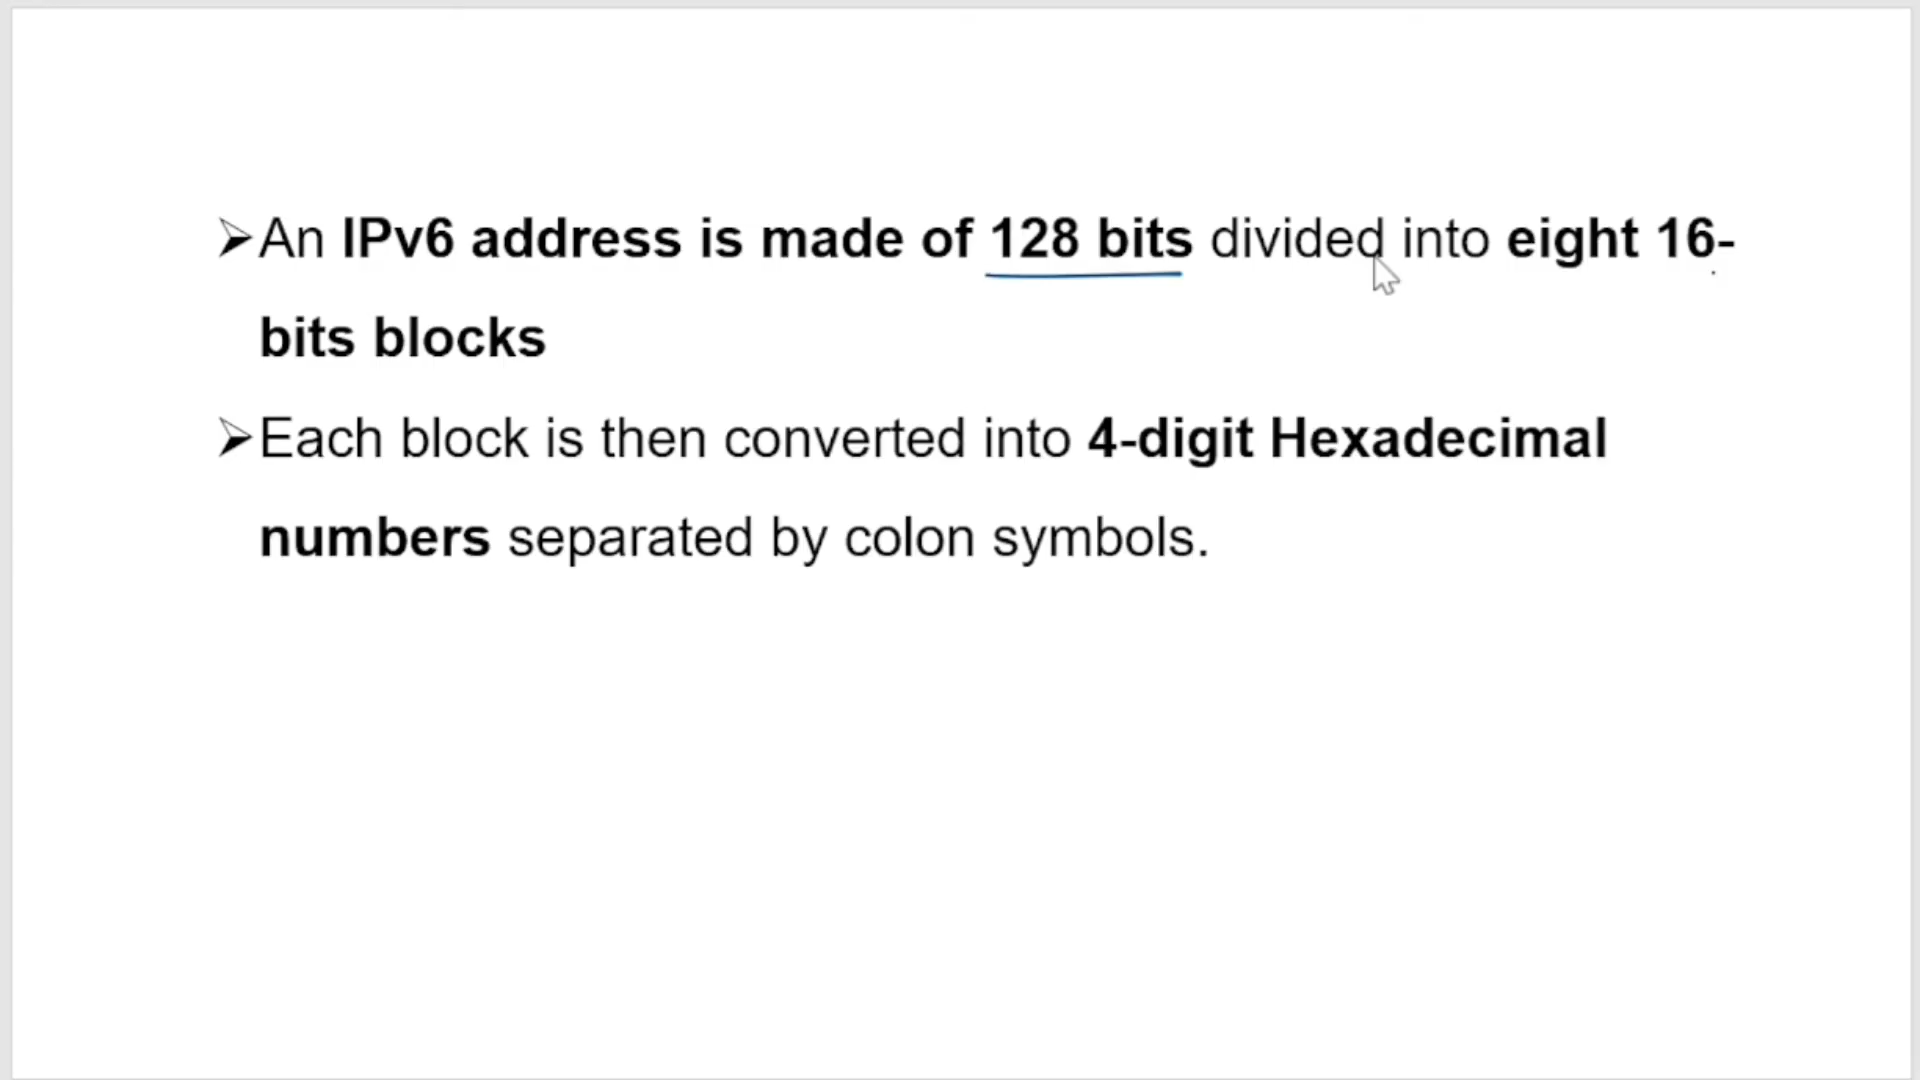 ➢An IPv6 address is made of 128 bits divided into eight 16-
bits blocks
➢Each block is then converted into 4-digit Hexadecimal
numbers separated by colon symbols.